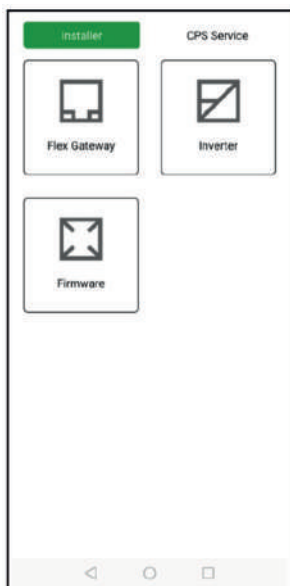 Installer
CPS Service
Flex Gateway
Inverter
Firmware